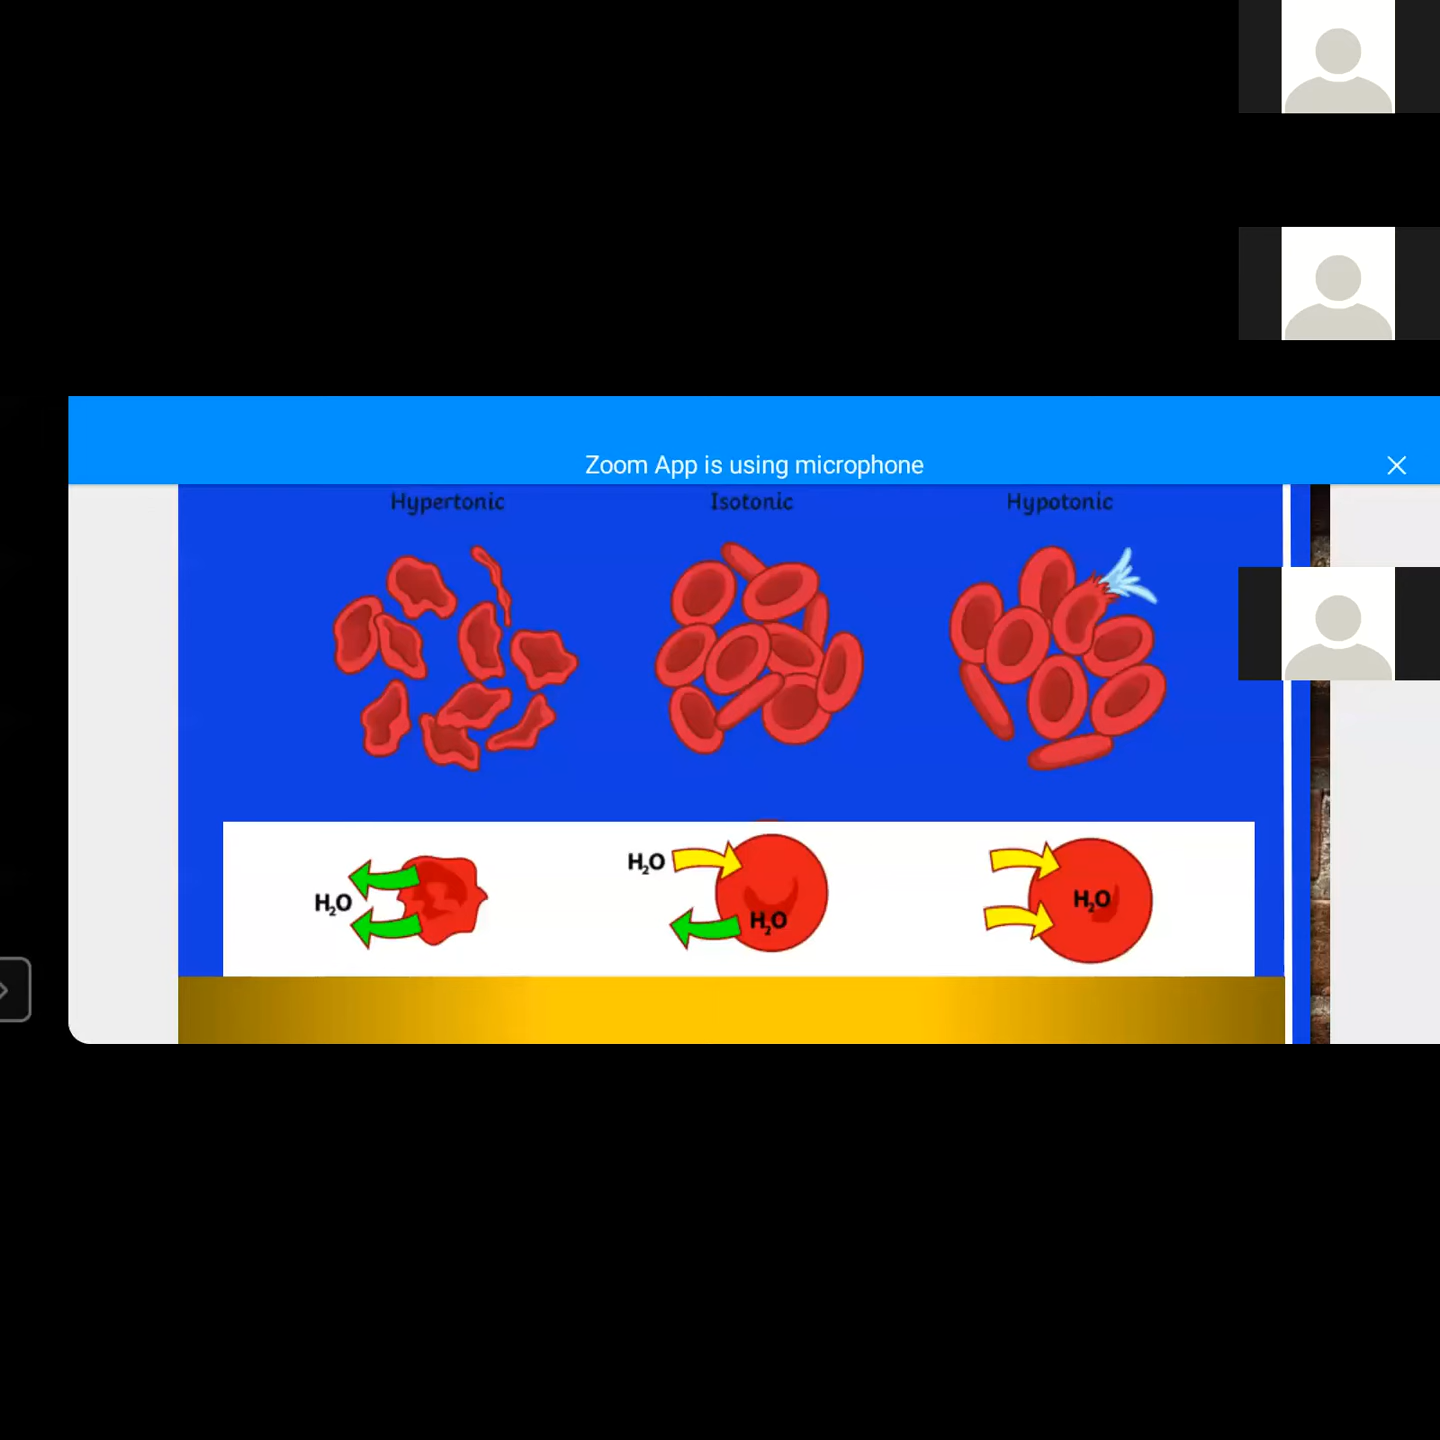 Zoom App is using microphone
Hypertonic
Isotonic
Hypotonic
H₂O
H₂O
H₂O
H₂O